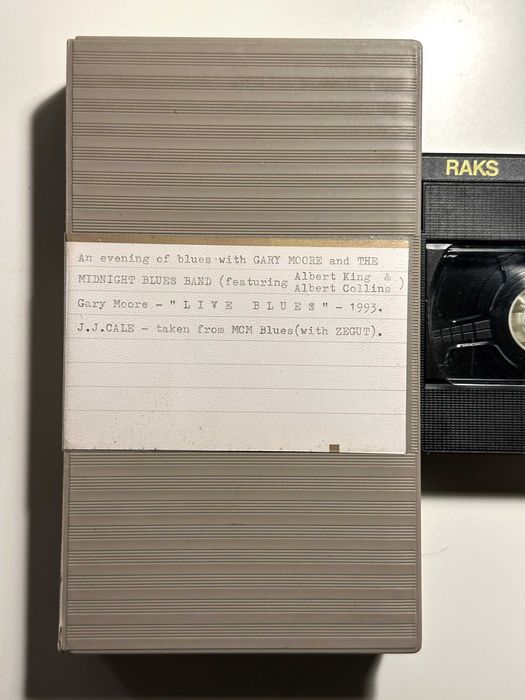 RAKS
An evening of blues with GARY MOORE and THE
MIDNIGHT BLUES BAND (featuring Albert King & Albert Collins )
Gary Moore - " L I V E  B L U E S " - 1993.
J.J.CALE - taken from MCM Blues(with ZEGUT).